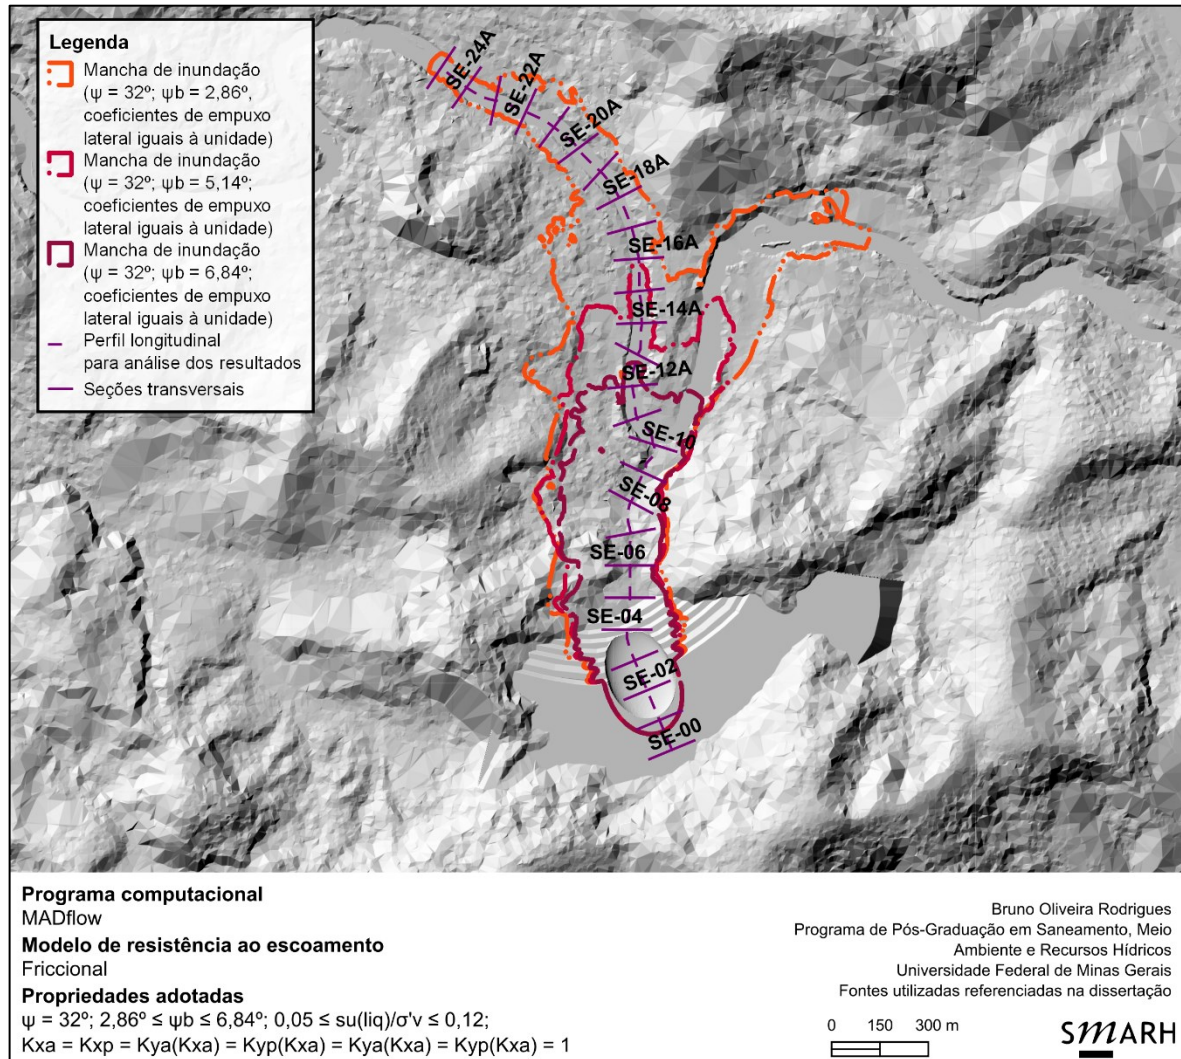 Legenda
Mancha de inundação
(ψ = 32º; ψb = 2,86º,
coeficientes de empuxo
lateral iguais à unidade)
Mancha de inundação
(ψ = 32º; ψb = 5,14º;
coeficientes de empuxo
lateral iguais à unidade)
Mancha de inundação
(ψ = 32º; ψb = 6,84º;
coeficientes de empuxo
lateral iguais à unidade)
Perfil longitudinal
para análise dos resultados
Seções transversais
SE-24A
SE-22A
SE-20A
SE-18A
SE-16A
SE-14A
SE-12A
SE-10
SE-08
SE-06
SE-04
SE-02
SE-00
Programa computacional
MADflow
Modelo de resistência ao escoamento
Friccional
Propriedades adotadas
ψ = 32º; 2,86º ≤ ψb ≤ 6,84º; 0,05 ≤ su(liq)/σ'v ≤ 0,12;
Kxa = Kxp = Kya(Kxa) = Kyp(Kxa) = Kya(Kxa) = Kyp(Kxa) = 1
Bruno Oliveira Rodrigues
Programa de Pós-Graduação em Saneamento, Meio
Ambiente e Recursos Hídricos
Universidade Federal de Minas Gerais
Fontes utilizadas referenciadas na dissertação
0 150 300 m
SMARH